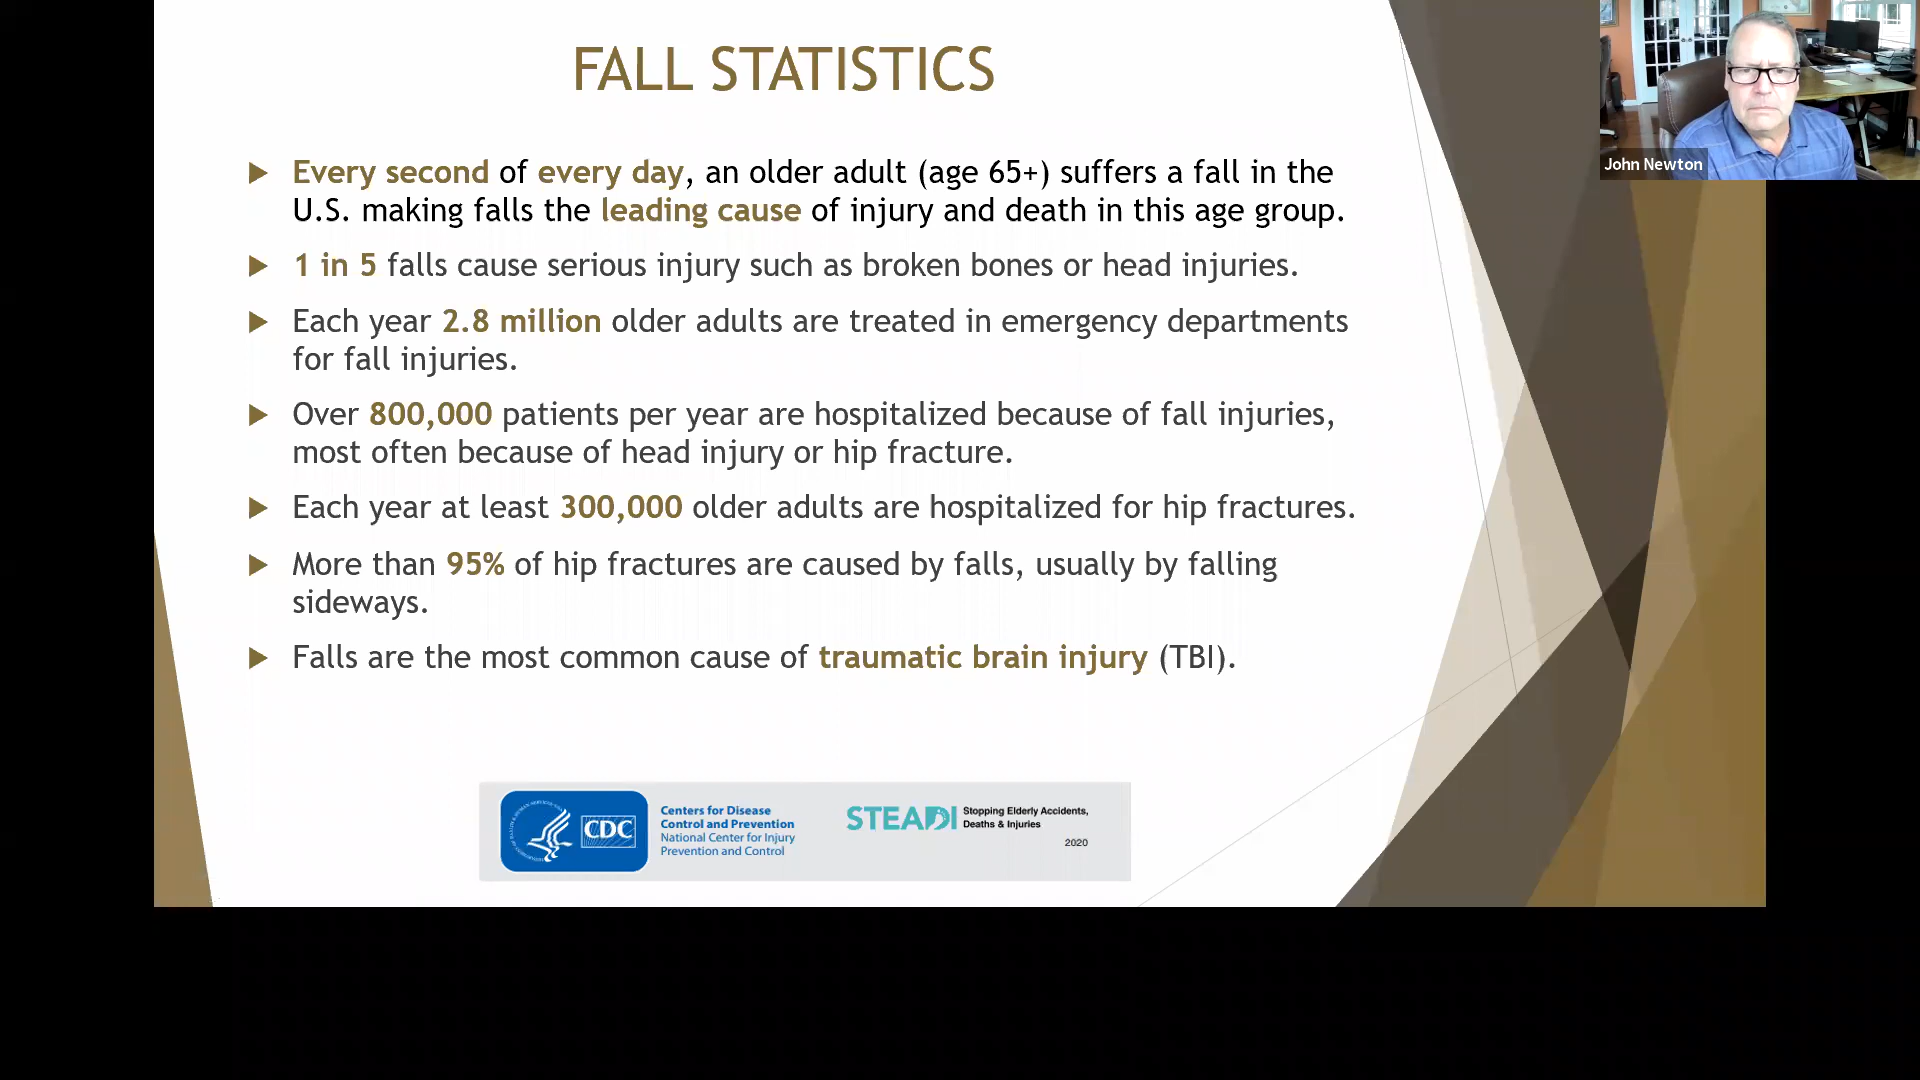 FALL STATISTICS
Every second of every day, an older adult (age 65+) suffers a fall in the
U.S. making falls the leading cause of injury and death in this age group.
1 in 5 falls cause serious injury such as broken bones or head injuries.
Each year 2.8 million older adults are treated in emergency departments
for fall injuries.
Over 800,000 patients per year are hospitalized because of fall injuries,
most often because of head injury or hip fracture.
Each year at least 300,000 older adults are hospitalized for hip fractures.
More than 95% of hip fractures are caused by falls, usually by falling
sideways.
Falls are the most common cause of traumatic brain injury (TBI).
CDC
Centers for Disease
Control and Prevention
National Center for Injury
Prevention and Control
STEADI
Stopping Elderly Accidents,
Deaths & Injuries
2020
John Newton